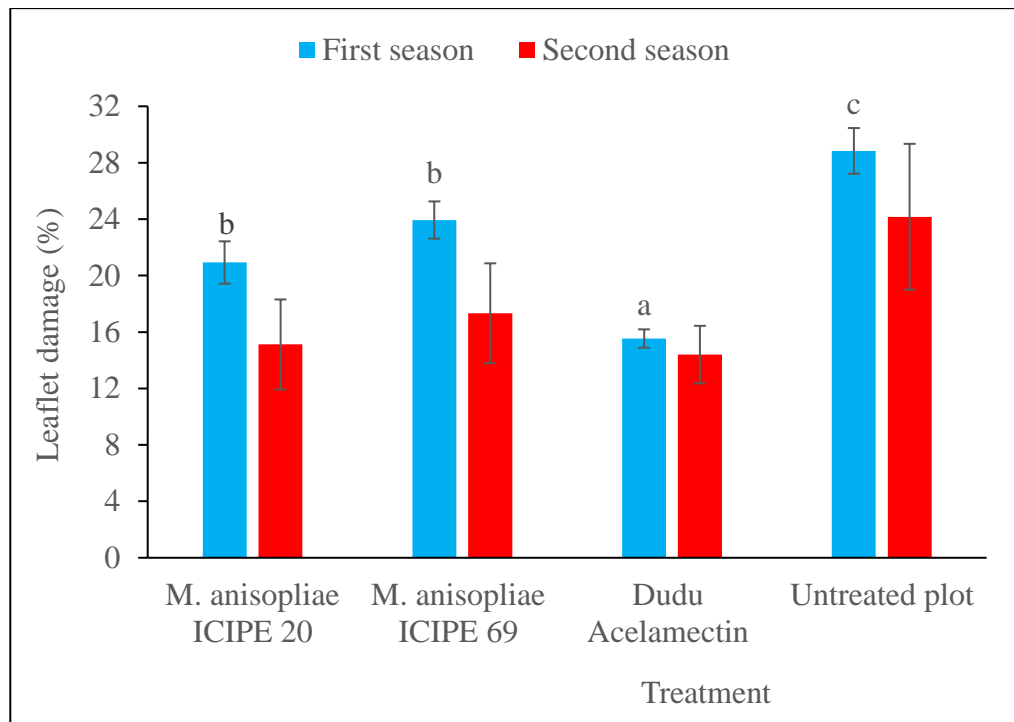 First season Second season
c
b
b
a
32
28
24
20
16
12
8
4
0
Leaflet damage (%)
M. anisopliae
ICIPE 20
M. anisopliae
ICIPE 69
Dudu
Acelamectin
Untreated plot
Treatment